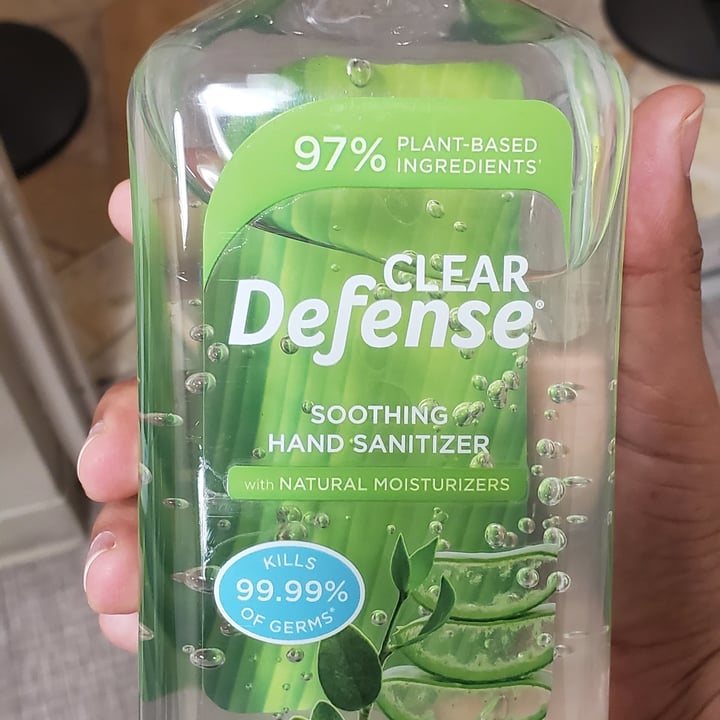 97% PLANT-BASED
INGREDIENTS†
CLEAR
Defense®
SOOTHING
HAND SANITIZER
with NATURAL MOISTURIZERS
KILLS
99.99%
OF GERMS*